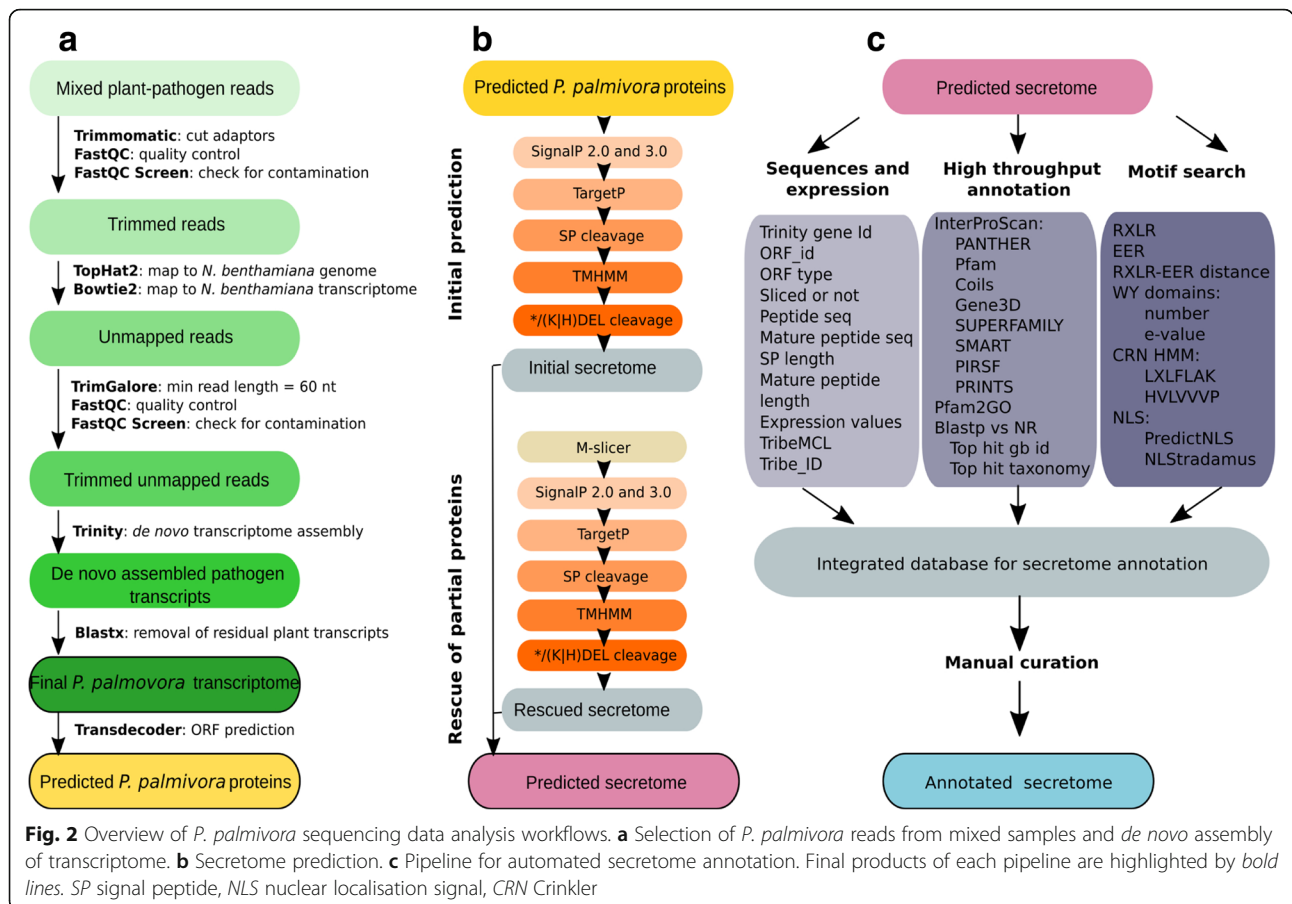 a
Mixed plant-pathogen reads
Trimmomatic: cut adaptors
FastQC: quality control
FastQC Screen: check for contamination
Trimmed reads
TopHat2: map to N. benthamiana genome
Bowtie2: map to N. benthamiana transcriptome
Unmapped reads
TrimGalore: min read length = 60 nt
FastQC: quality control
FastQC Screen: check for contamination
Trimmed unmapped reads
Trinity: de novo transcriptome assembly
De novo assembled pathogen
transcripts
Blastx: removal of residual plant transcripts
Final P. palmovora transcriptome
Transdecoder: ORF prediction
Predicted P. palmivora proteins
b
Predicted P. palmivora proteins
Initial prediction
SignalP 2.0 and 3.0
TargetP
SP cleavage
TMHMM
*/(K|H)DEL cleavage
Initial secretome
Rescue of partial proteins
M-slicer
SignalP 2.0 and 3.0
TargetP
SP cleavage
TMHMM
*/(K|H)DEL cleavage
Rescued secretome
Predicted secretome
c
Predicted secretome
Sequences and
expression
Trinity gene Id
ORF_id
ORF type
Sliced or not
Peptide seq
Mature peptide seq
SP length
Mature peptide
length
Expression values
TribeMCL
Tribe_ID
High throughput
annotation
InterProScan:
PANTHER
Pfam
Coils
Gene3D
SUPERFAMILY
SMART
PIRSF
PRINTS
Pfam2GO
Blastp vs NR
Top hit gb id
Top hit taxonomy
Motif search
RXLR
EER
RXLR-EER distance
WY domains:
number
e-value
CRN HMM:
LXLFLAK
HVLVVVP
NLS:
PredictNLS
NLStradamus
Integrated database for secretome annotation
Manual curation
Annotated secretome
Fig. 2 Overview of P. palmivora sequencing data analysis workflows. a Selection of P. palmivora reads from mixed samples and de novo assembly
of transcriptome. b Secretome prediction. c Pipeline for automated secretome annotation. Final products of each pipeline are highlighted by bold
lines. SP signal peptide, NLS nuclear localisation signal, CRN Crinkler